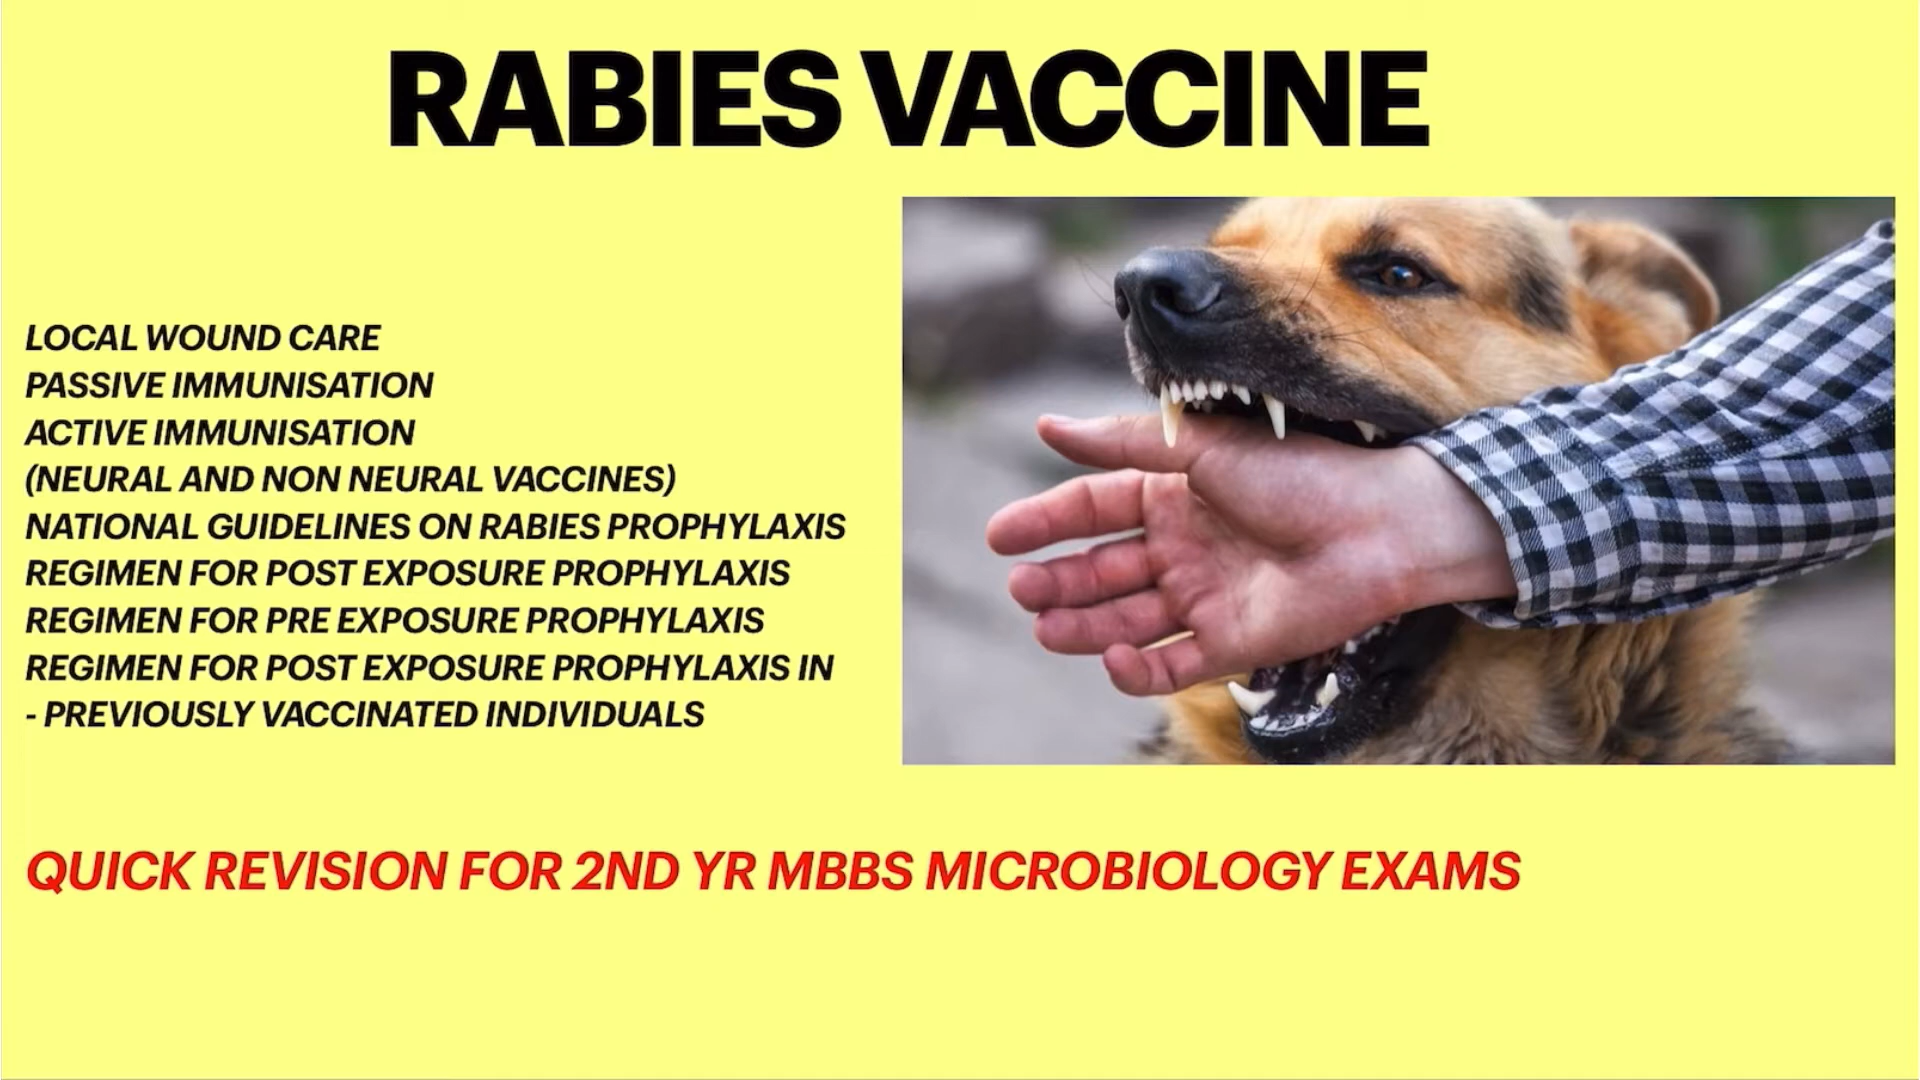 RABIES VACCINE
LOCAL WOUND CARE
PASSIVE IMMUNISATION
ACTIVE IMMUNISATION
(NEURAL AND NON NEURAL VACCINES)
NATIONAL GUIDELINES ON RABIES PROPHYLAXIS
REGIMEN FOR POST EXPOSURE PROPHYLAXIS
REGIMEN FOR PRE EXPOSURE PROPHYLAXIS
REGIMEN FOR POST EXPOSURE PROPHYLAXIS IN
- PREVIOUSLY VACCINATED INDIVIDUALS
QUICK REVISION FOR 2ND YR MBBS MICROBIOLOGY EXAMS